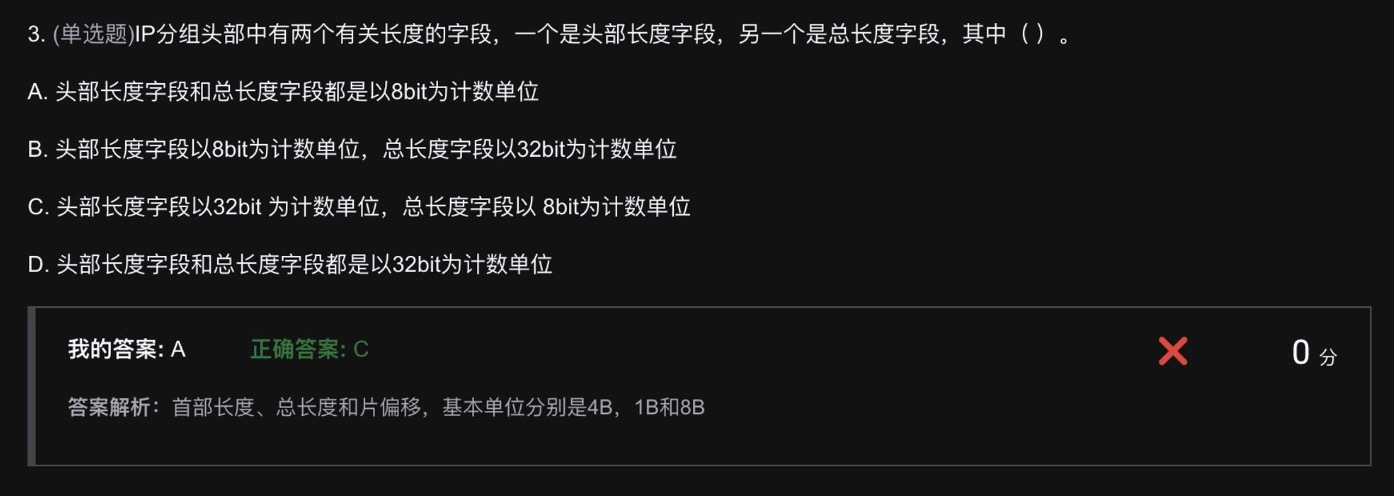 3. (单选题)IP分组头部中有两个有关长度的字段，一个是头部长度字段，另一个是总长度字段，其中（ ）。
A. 头部长度字段和总长度字段都是以8bit为计数单位
B. 头部长度字段以8bit为计数单位，总长度字段以32bit为计数单位
C. 头部长度字段以32bit 为计数单位，总长度字段以 8bit为计数单位
D. 头部长度字段和总长度字段都是以32bit为计数单位
我的答案: A 正确答案: C 0 分
答案解析：首部长度、总长度和片偏移，基本单位分别是4B，1B和8B